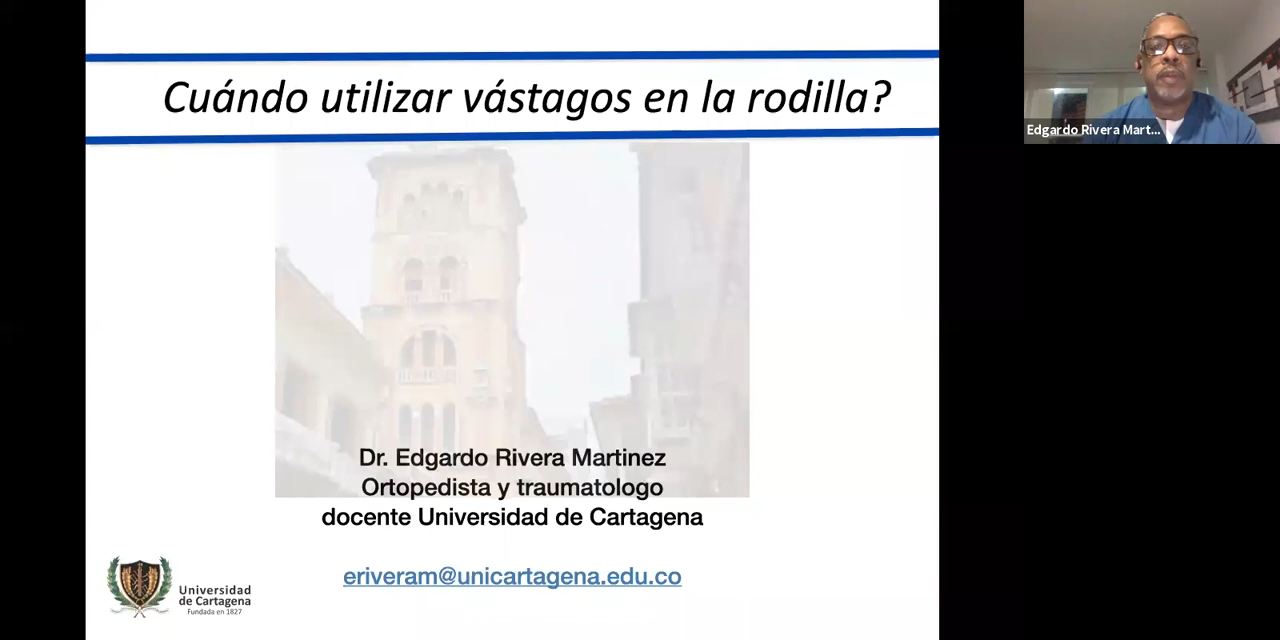 Cuándo utilizar vástagos en la rodilla?
Edgardo Rivera Mart...
Dr. Edgardo Rivera Martinez
Ortopedista y traumatologo
docente Universidad de Cartagena
eriveram@unicartagena.edu.co
Universidad
de Cartagena
Fundada en 1827